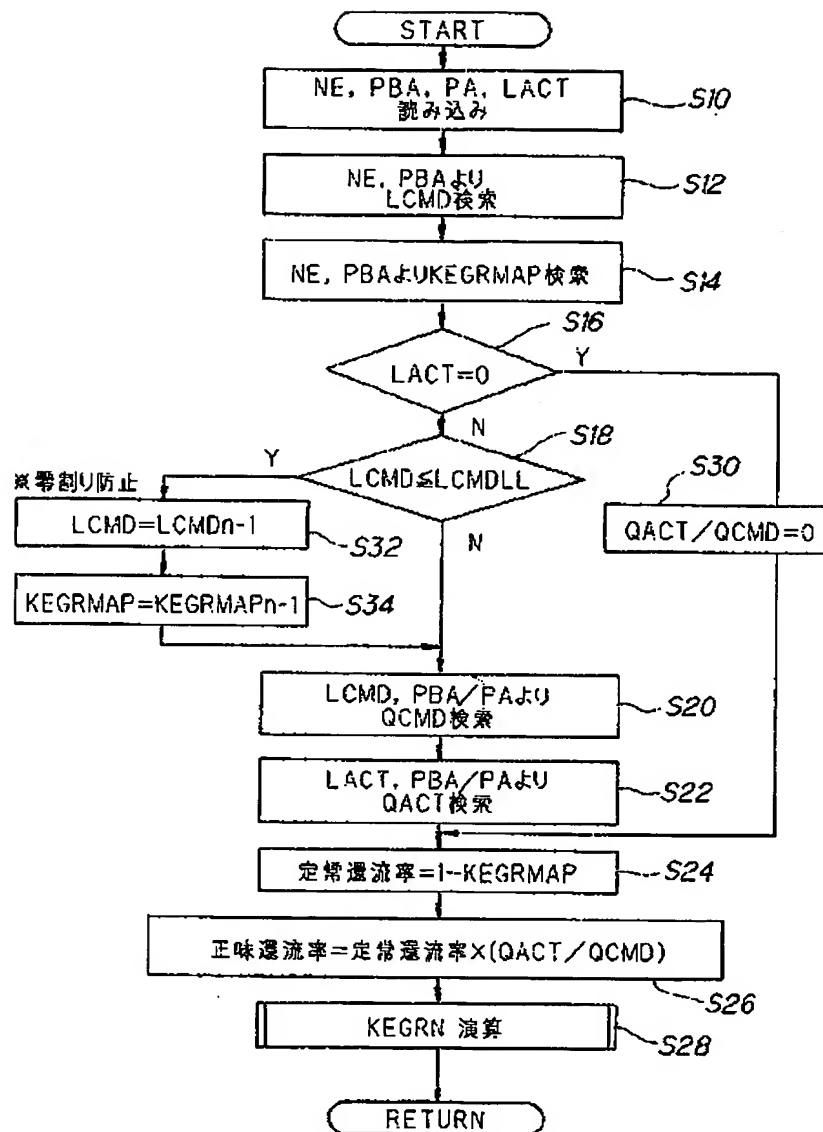 START
NE, PBA, PA, LACT
読み込み
S10
NE, PBAより
LCMD検索
S12
NE, PBAよりKEGRMAP検索
S14
S16
LACT=0
Y
N
S18
LCMD≦LCMDLL
Y
N
※零割り防止
LCMD=LCMDn-1
S32
KEGRMAP=KEGRMAPn-1
S34
S30
QACT/QCMD=0
LCMD, PBA/PAより
QCMD検索
S20
LACT, PBA/PAより
QACT検索
S22
定常還流率=1-KEGRMAP
S24
正味還流率=定常還流率×(QACT/QCMD)
S26
KEGRN 演算
S28
RETURN